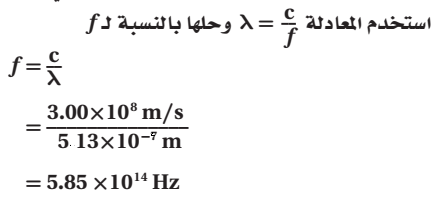 استخدم المعادلة λ = c/f وحلها بالنسبة لـ f
f = c/λ
= 3.00×10⁸ m/s / 5.13×10⁻⁷ m
= 5.85 ×10¹⁴ Hz